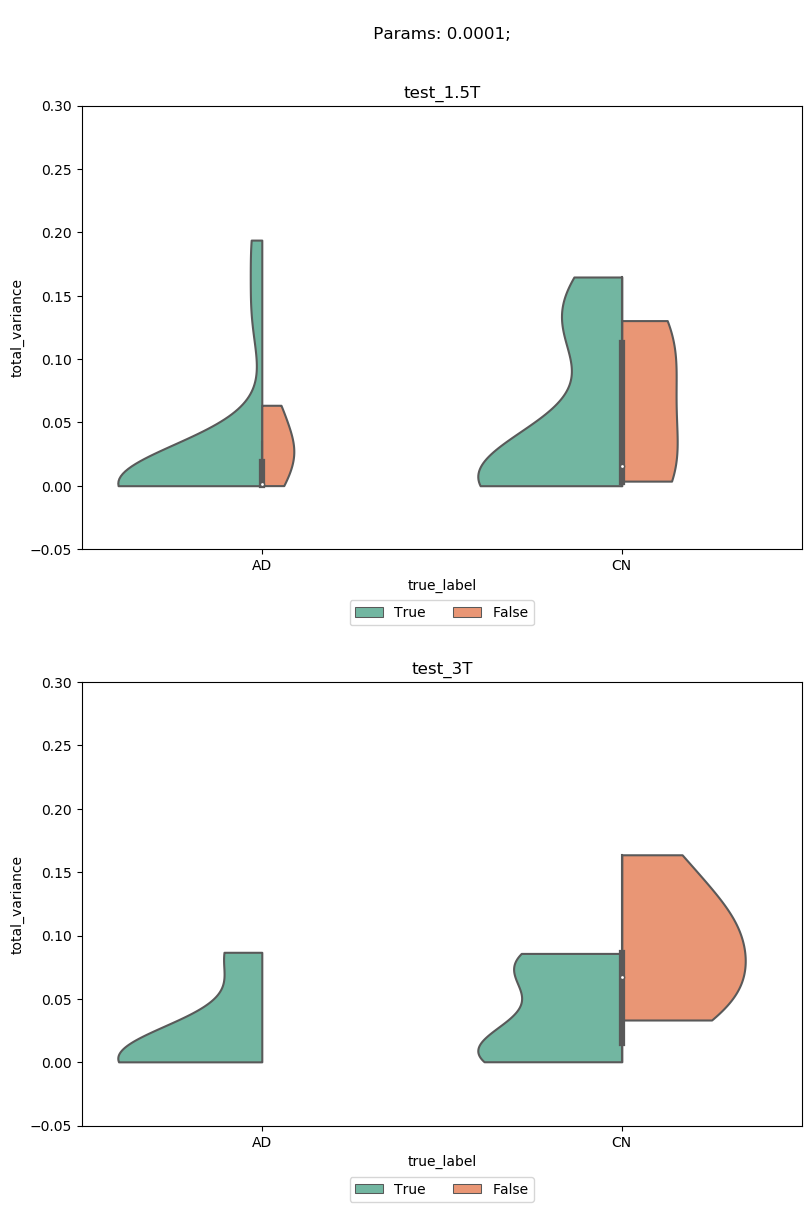 Params: 0.0001;
test_1.5T
0.30
0.25
0.20
0.15
0.10
0.05
0.00
−0.05
total_variance
AD CN
true_label
True False
test_3T
0.30
0.25
0.20
0.15
0.10
0.05
0.00
−0.05
total_variance
AD CN
true_label
True False